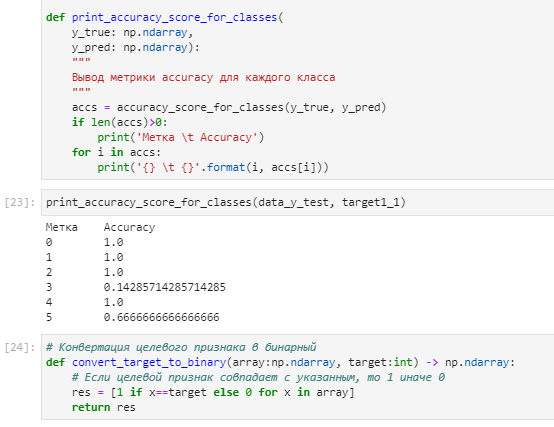 def print_accuracy_score_for_classes(
    y_true: np.ndarray,
    y_pred: np.ndarray):
    """
    Вывод метрики accuracy для каждого класса
    """
    accs = accuracy_score_for_classes(y_true, y_pred)
    if len(accs)>0:
        print('Метка \t Accuracy')
    for i in accs:
        print('{} \t {}'.format(i, accs[i]))
[23]: print_accuracy_score_for_classes(data_y_test, target1_1)
Метка    Accuracy
0        1.0
1        1.0
2        1.0
3        0.14285714285714285
4        1.0
5        0.6666666666666666
[24]: # Конвертация целевого признака в бинарный
def convert_target_to_binary(array:np.ndarray, target:int) -> np.ndarray:
    # Если целевой признак совпадает с указанным, то 1 иначе 0
    res = [1 if x==target else 0 for x in array]
    return res